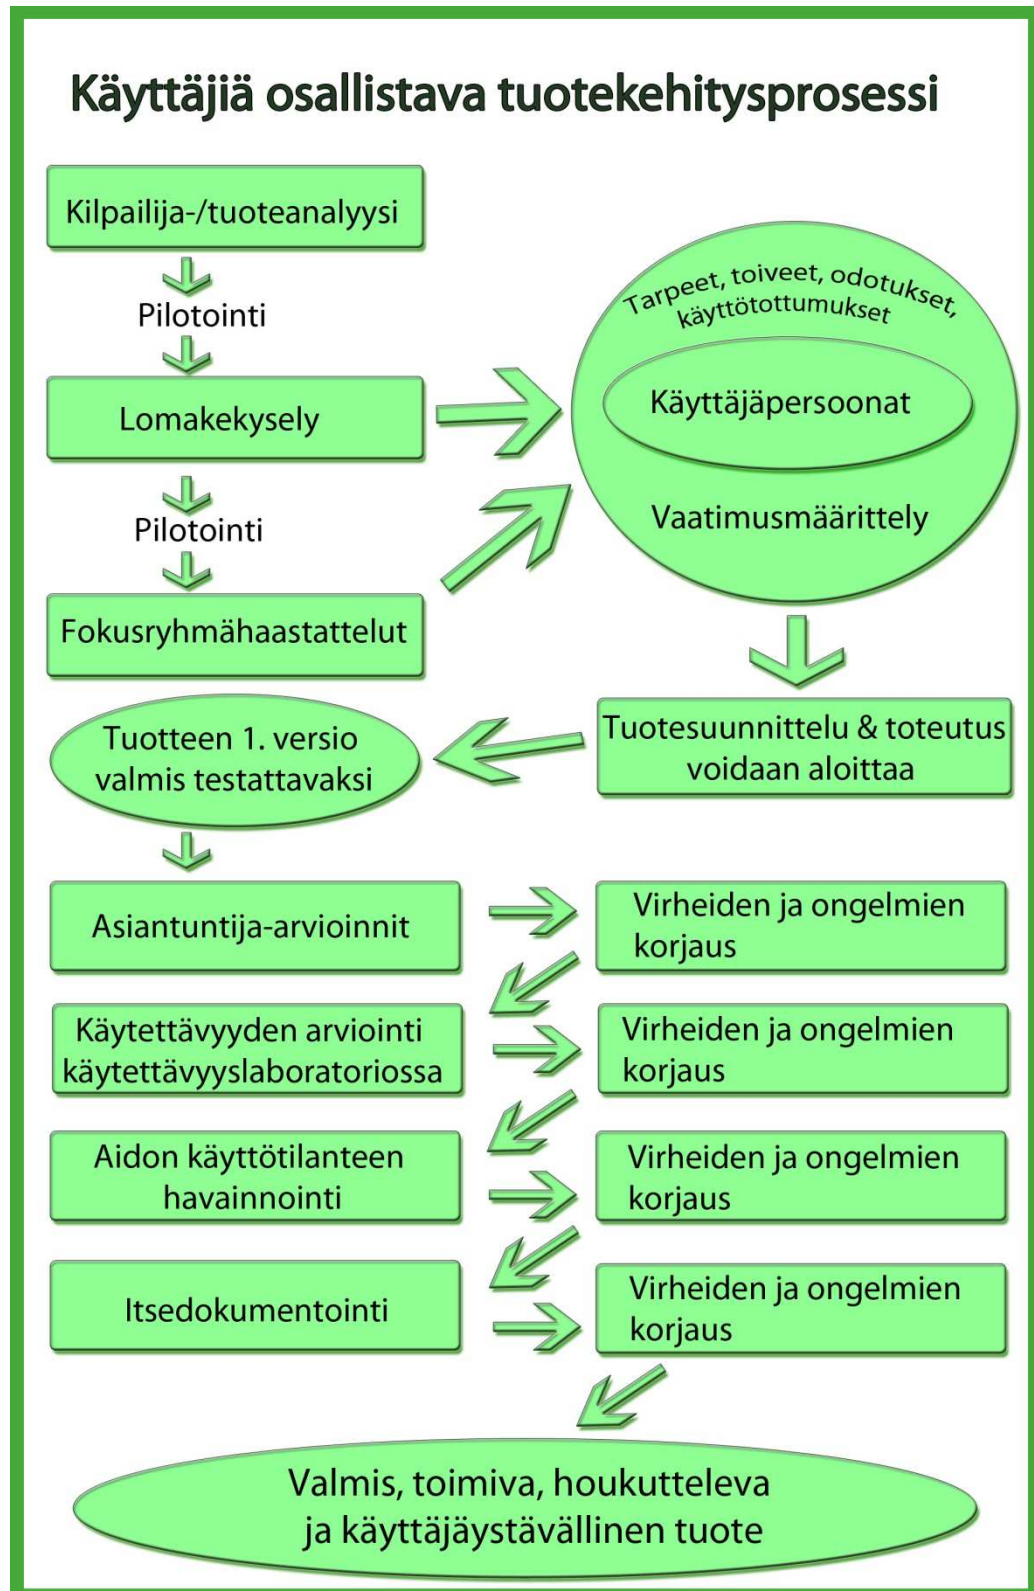 Käyttäjiä osallistava tuotekehitysprosessi
Kilpailija-/tuoteanalyysi
Pilotointi
Lomakekysely
Pilotointi
Fokusryhmähaastattelut
Tarpeet, toiveet, odotukset,
käyttötottumukset
Käyttäjäpersoonat
Vaatimusmäärittely
Tuotesuunnittelu & toteutus
voidaan aloittaa
Tuotteen 1. versio
valmis testattavaksi
Asiantuntija-arvioinnit
Virheiden ja ongelmien
korjaus
Käytettävyyden arviointi
käytettävyyslaboratoriossa
Virheiden ja ongelmien
korjaus
Aidon käyttötilanteen
havainnointi
Virheiden ja ongelmien
korjaus
Itsedokumentointi
Virheiden ja ongelmien
korjaus
Valmis, toimiva, houkutteleva
ja käyttäjäystävällinen tuote